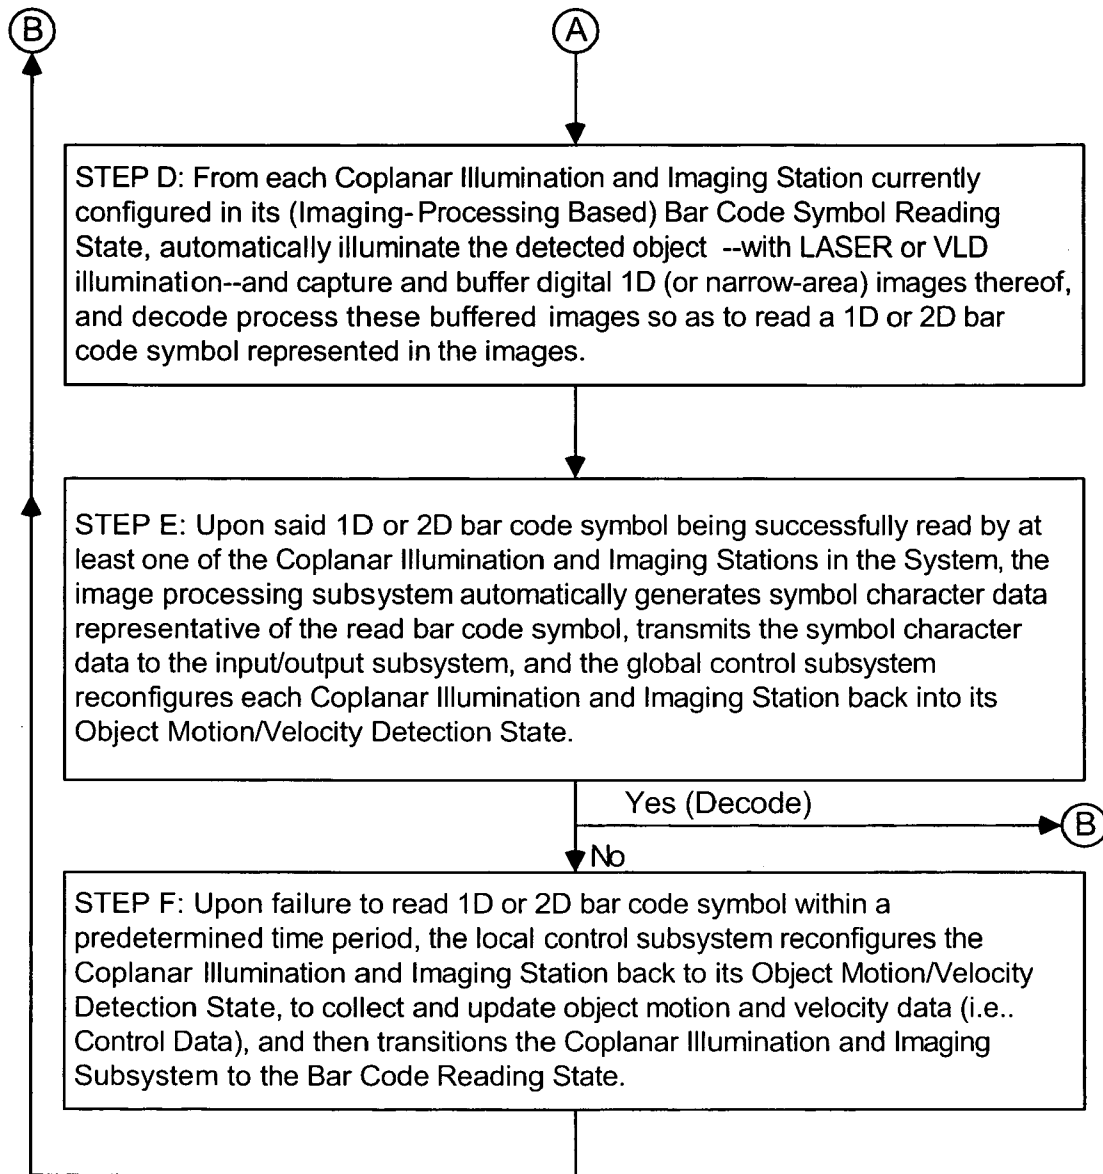 B
A
STEP D: From each Coplanar Illumination and Imaging Station currently
configured in its (Imaging-Processing Based) Bar Code Symbol Reading
State, automatically illuminate the detected object --with LASER or VLD
illumination--and capture and buffer digital 1D (or narrow-area) images thereof,
and decode process these buffered images so as to read a 1D or 2D bar
code symbol represented in the images.
STEP E: Upon said 1D or 2D bar code symbol being successfully read by at
least one of the Coplanar Illumination and Imaging Stations in the System, the
image processing subsystem automatically generates symbol character data
representative of the read bar code symbol, transmits the symbol character
data to the input/output subsystem, and the global control subsystem
reconfigures each Coplanar Illumination and Imaging Station back into its
Object Motion/Velocity Detection State.
Yes (Decode)
B
No
STEP F: Upon failure to read 1D or 2D bar code symbol within a
predetermined time period, the local control subsystem reconfigures the
Coplanar Illumination and Imaging Station back to its Object Motion/Velocity
Detection State, to collect and update object motion and velocity data (i.e..
Control Data), and then transitions the Coplanar Illumination and Imaging
Subsystem to the Bar Code Reading State.